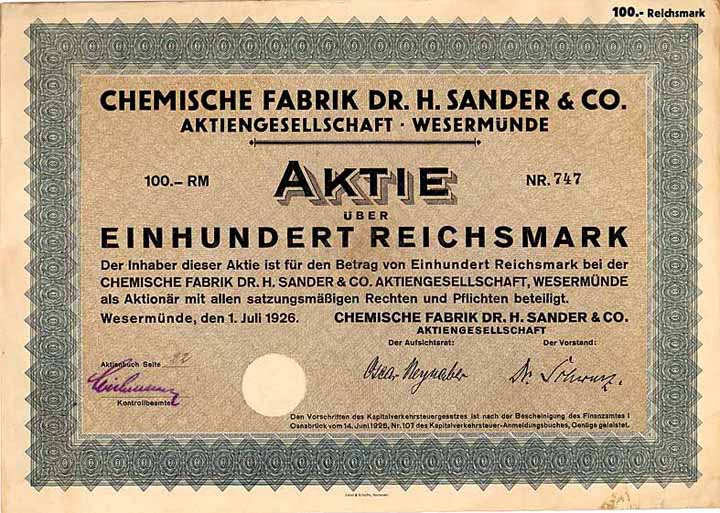 100.- Reichsmark
CHEMISCHE FABRIK DR. H. SANDER & CO.
AKTIENGESELLSCHAFT · WESERMÜNDE
100.— RM AKTIE NR. 747
ÜBER
EINHUNDERT REICHSMARK
Der Inhaber dieser Aktie ist für den Betrag von Einhundert Reichsmark bei der
CHEMISCHE FABRIK DR. H. SANDER & CO. AKTIENGESELLSCHAFT, WESERMÜNDE
als Aktionär mit allen satzungsmäßigen Rechten und Pflichten beteiligt.
Wesermünde, den 1. Juli 1926. CHEMISCHE FABRIK DR. H. SANDER & CO.
AKTIENGESELLSCHAFT
Der Aufsichtsrat: Der Vorstand:
Aktienbuch Seite
Kontrollbeamter
Den Vorschriften des Kapitalverkehrsteuergesetzes ist nach der Bescheinigung des Finanzamtes I
Osnabrück vom 14. Juni 1926, Nr. 107 des Kapitalverkehrsteuer-Anmeldungsbuches, Genüge geleistet.